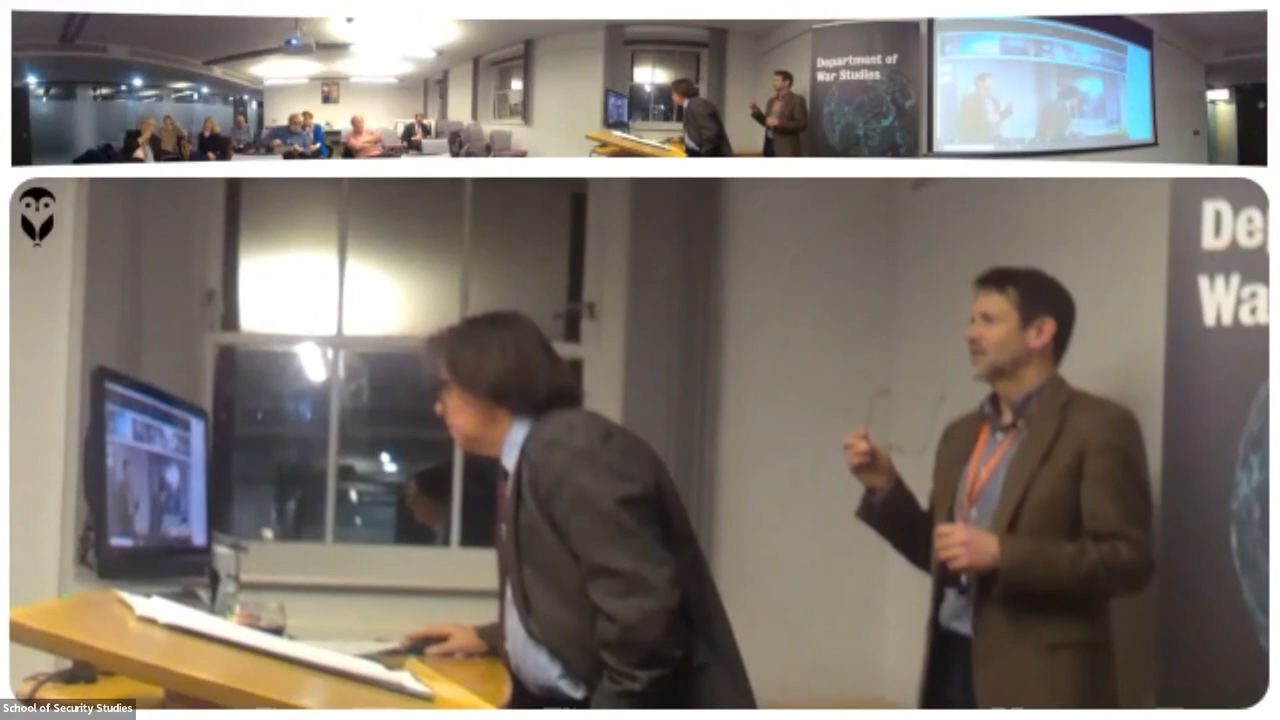 Department of
War Studies
De
Wa
School of Security Studies